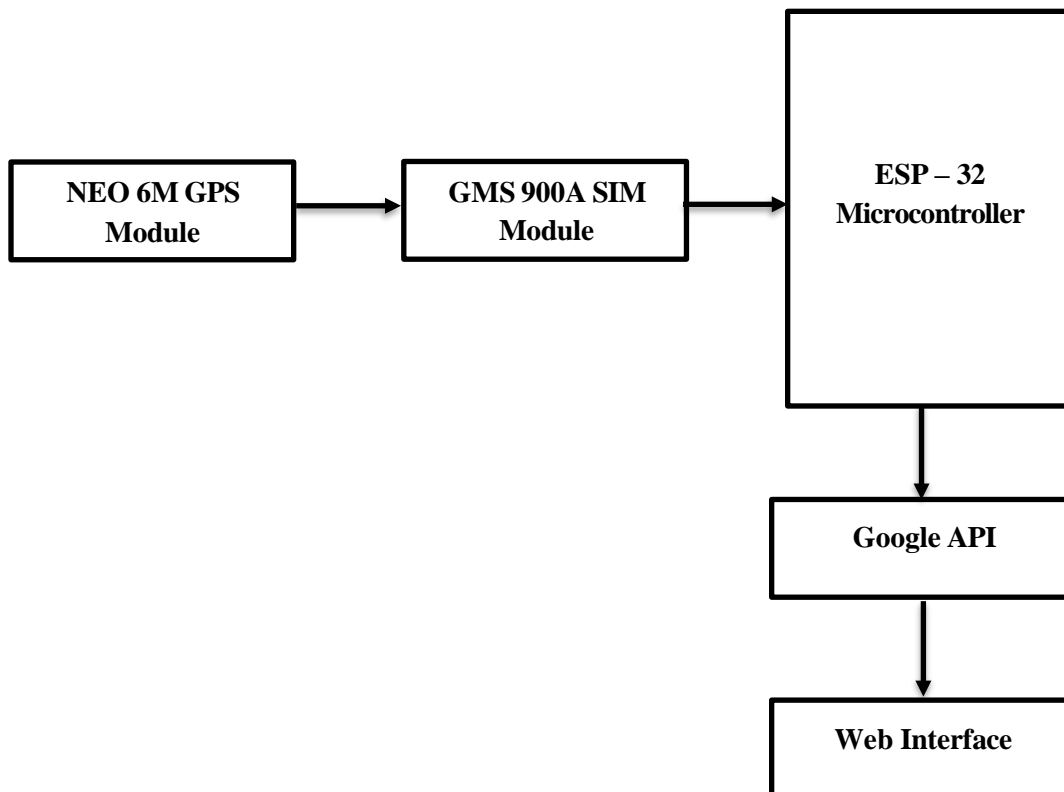 NEO 6M GPS
Module
GMS 900A SIM
Module
ESP – 32
Microcontroller
Google API
Web Interface